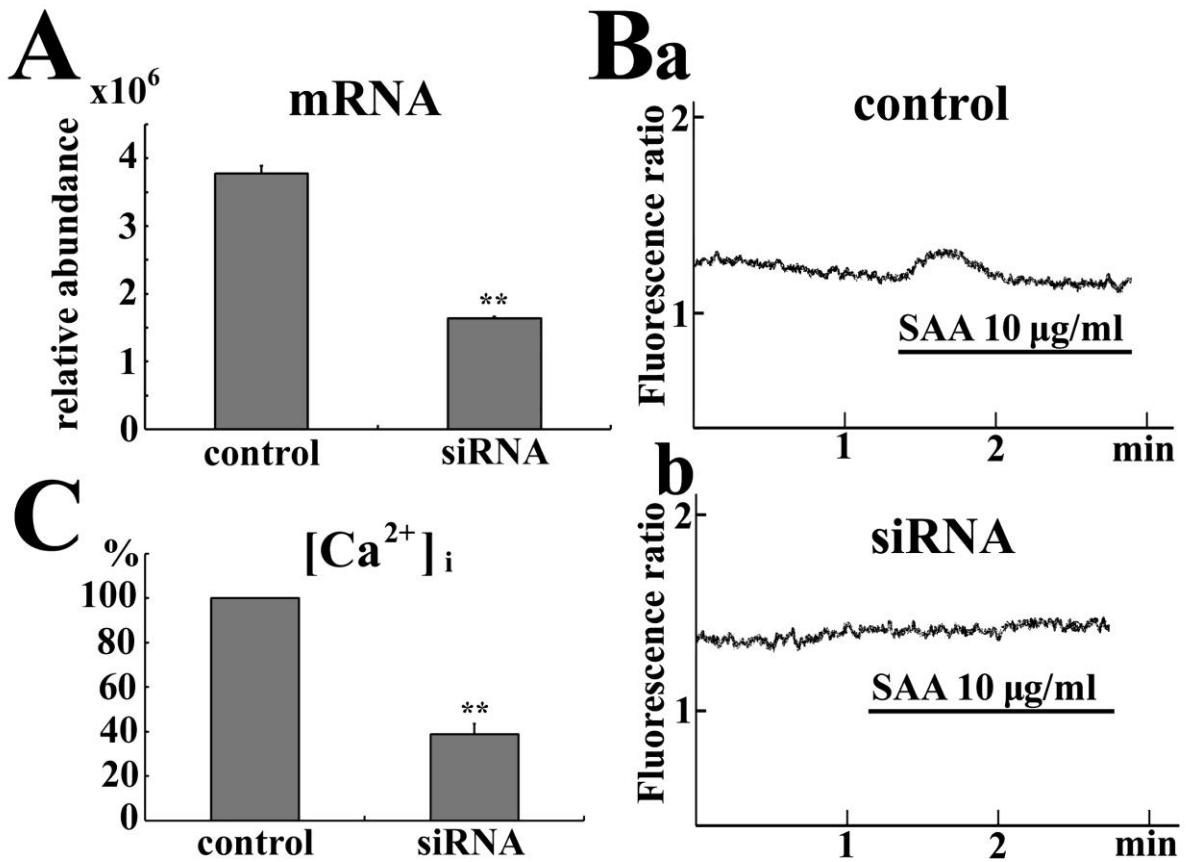 A
x10⁶
mRNA
relative abundance
4
3
2
1
0
**
control
siRNA
Ba
control
Fluorescence ratio
2
1
SAA 10 µg/ml
1
2
min
C
%
[Ca²⁺]i
100
80
60
40
20
0
**
control
siRNA
b
siRNA
Fluorescence ratio
2
1
SAA 10 µg/ml
1
2
min